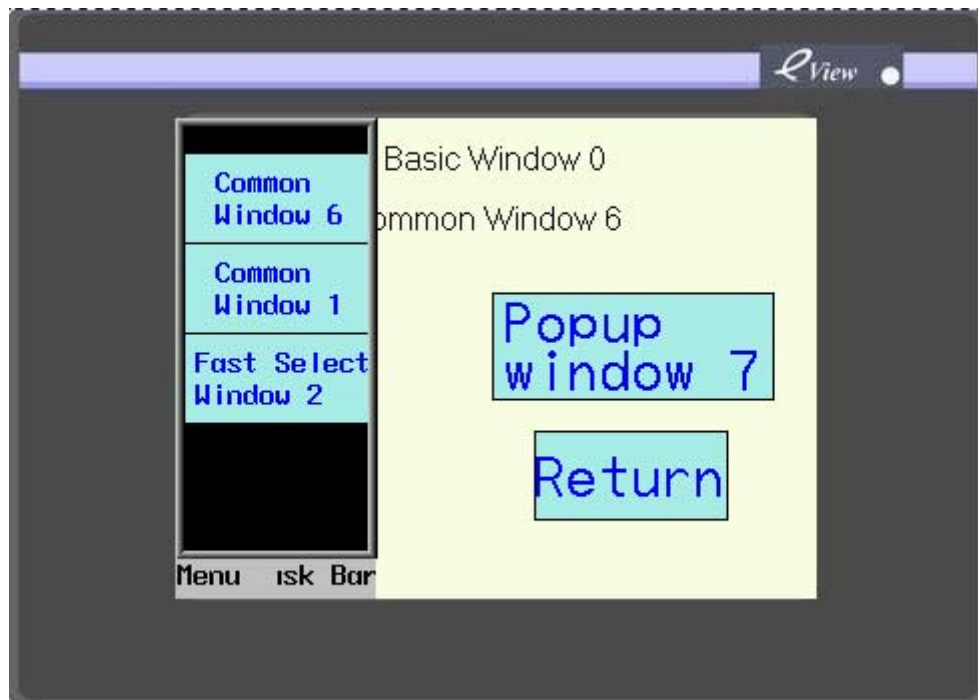 eView
Basic Window 0
ommon Window 6
Common
Window 6
Common
Window 1
Fast Select
Window 2
Popup
window 7
Return
Menu sk Bar